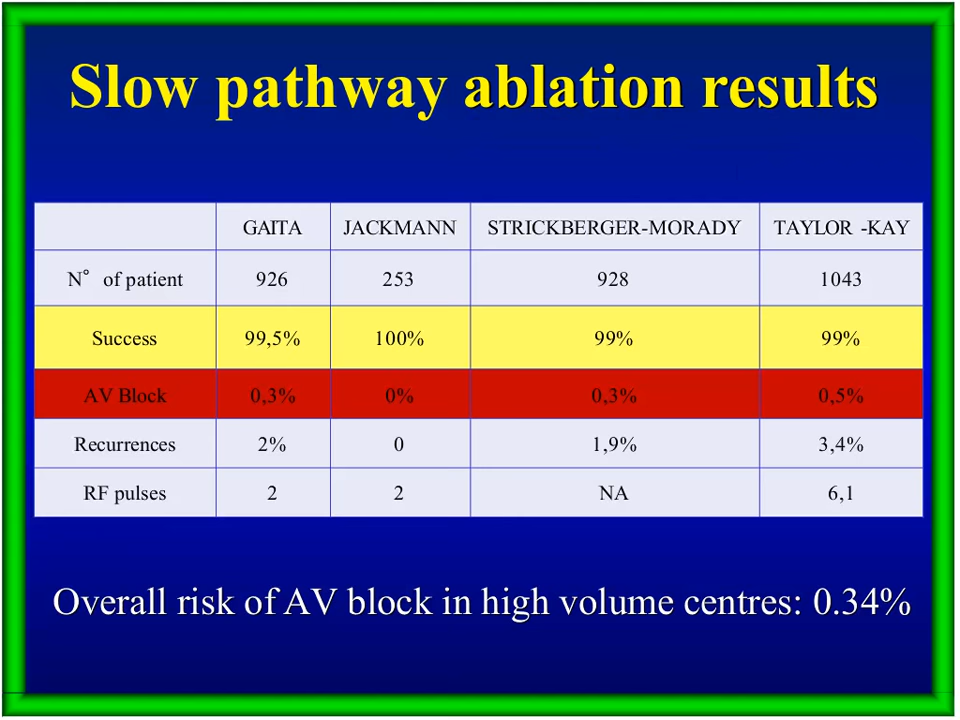 Slow pathway ablation results
GAITA JACKMANN STRICKBERGER-MORADY TAYLOR -KAY
N° of patient 926 253 928 1043
Success 99,5% 100% 99% 99%
AV Block 0,3% 0% 0,3% 0,5%
Recurrences 2% 0 1,9% 3,4%
RF pulses 2 2 NA 6,1
Overall risk of AV block in high volume centres: 0.34%